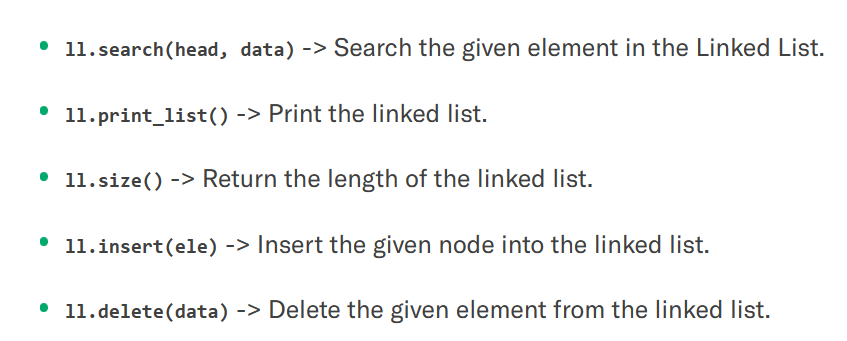 • ll.search(head, data) -> Search the given element in the Linked List.
• ll.print_list() -> Print the linked list.
• ll.size() -> Return the length of the linked list.
• ll.insert(ele) -> Insert the given node into the linked list.
• ll.delete(data) -> Delete the given element from the linked list.